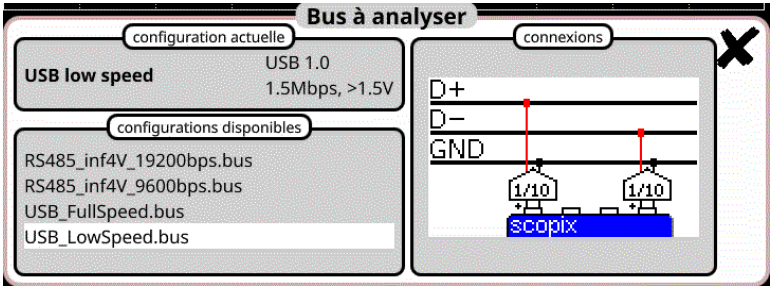 Bus à analyser
configuration actuelle
USB low speed
USB 1.0
1.5Mbps, >1.5V
configurations disponibles
RS485_inf4V_19200bps.bus
RS485_inf4V_9600bps.bus
USB_FullSpeed.bus
USB_LowSpeed.bus
connexions
D+
D-
GND
1/10 1/10
+ - + -
scopix